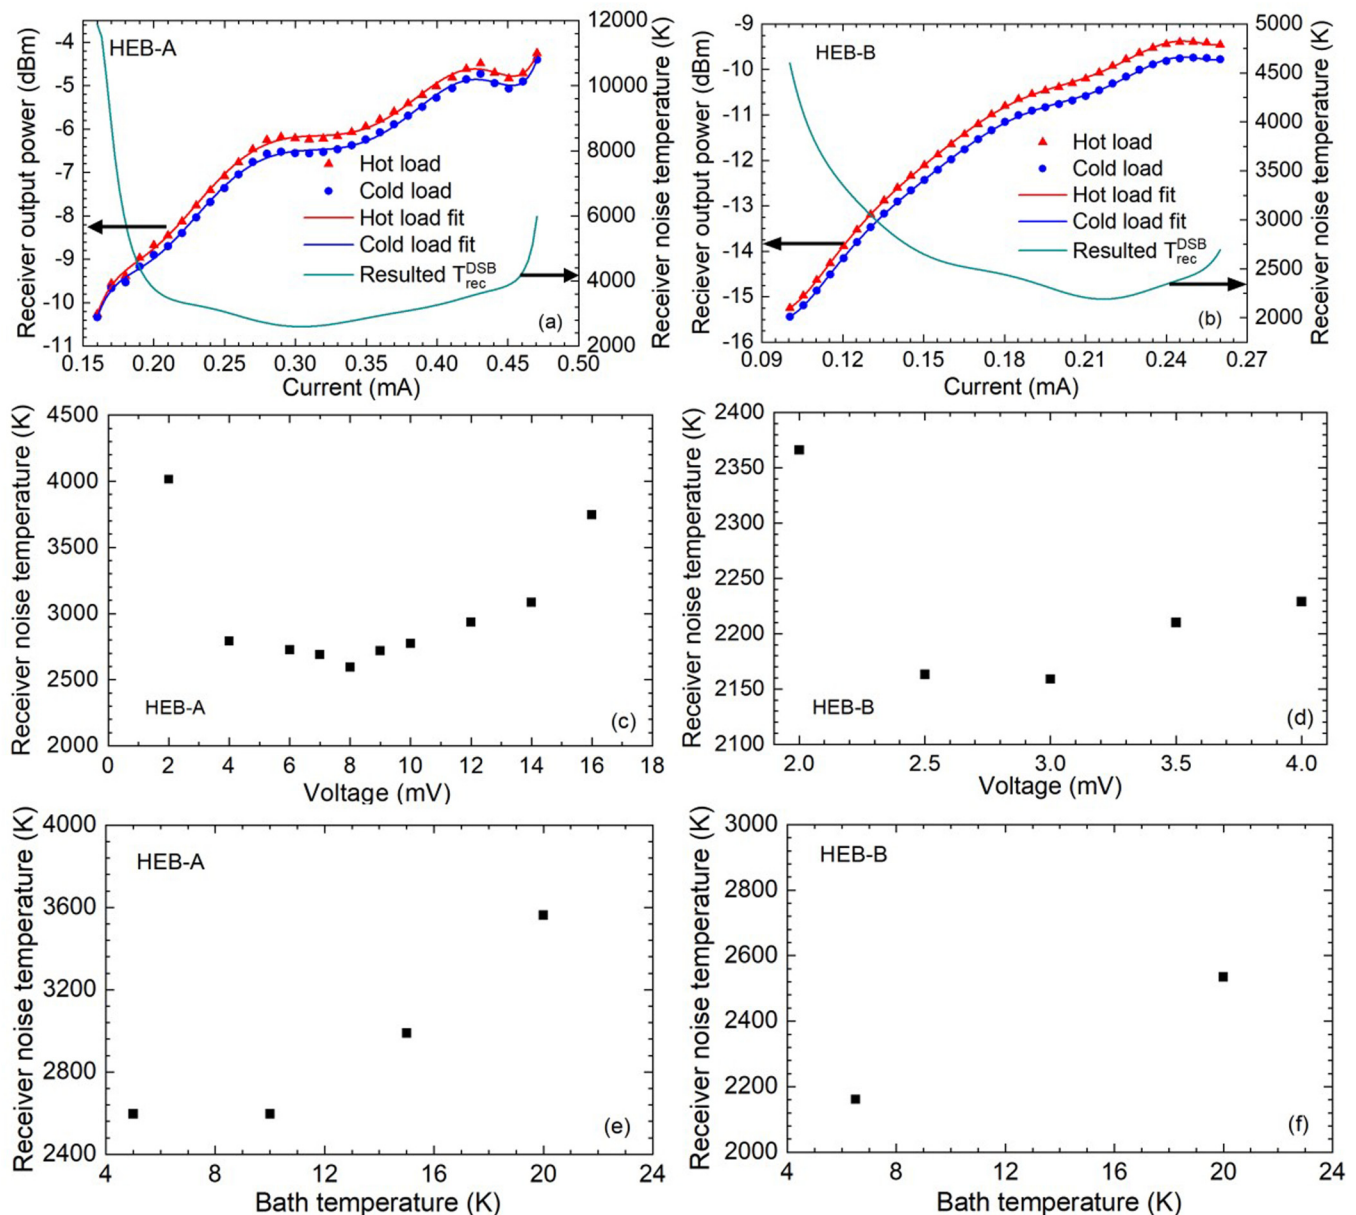 Receiver output power (dBm)
-4
-5
-6
-7
-8
-9
-10
-11
HEB-A
Hot load
Cold load
Hot load fit
Cold load fit
Resulted T DSB rec
(a)
12000
10000
8000
6000
4000
2000
Receiver noise temperature (K)
0.15 0.20 0.25 0.30 0.35 0.40 0.45 0.50
Current (mA)
Reciever output power (dBm)
-9
-10
-11
-12
-13
-14
-15
-16
HEB-B
Hot load
Cold load
Hot load fit
Cold load fit
Resulted T DSB rec
(b)
5000
4500
4000
3500
3000
2500
2000
Receiver noise temperature (K)
0.09 0.12 0.15 0.18 0.21 0.24 0.27
Current (mA)
Receiver noise temperature (K)
4500
4000
3500
3000
2500
2000
HEB-A
(c)
0 2 4 6 8 10 12 14 16 18
Voltage (mV)
Receiver noise temperature (K)
2400
2350
2300
2250
2200
2150
2100
HEB-B
(d)
2.0 2.5 3.0 3.5 4.0
Voltage (mV)
Receiver noise temperature (K)
4000
3600
3200
2800
2400
HEB-A
(e)
4 8 12 16 20 24
Bath temperature (K)
Receiver noise temperature (K)
3000
2800
2600
2400
2200
2000
HEB-B
(f)
4 8 12 16 20 24
Bath temperature (K)